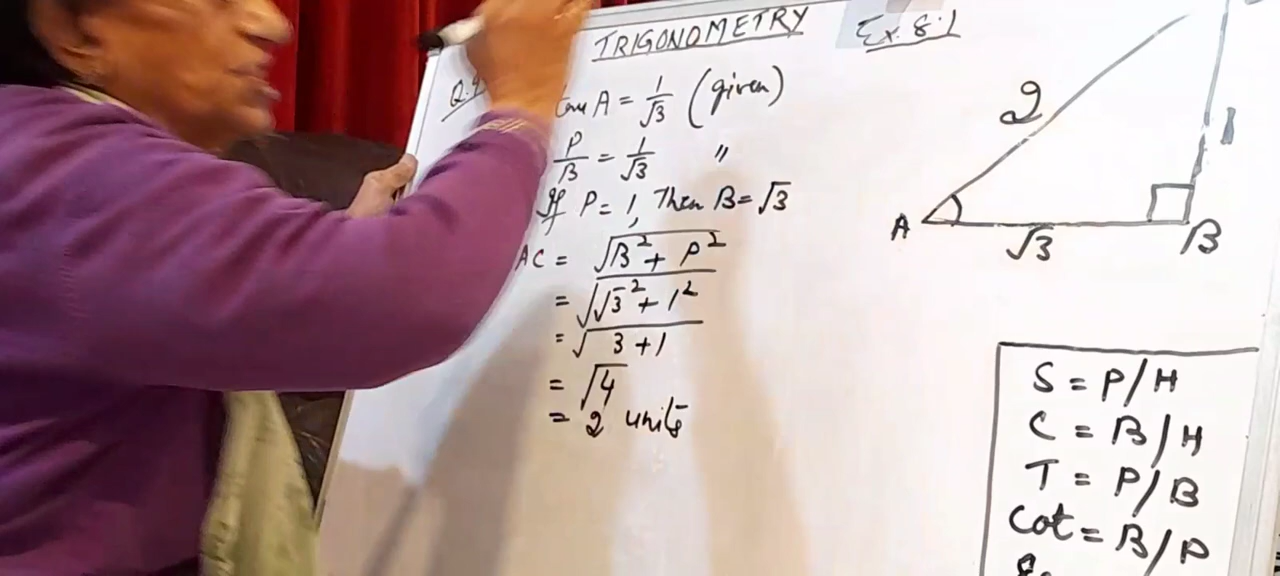 TRIGONOMETRY
Ex. 8.1
tan A = 1/√3 (given)
P/B = 1/√3 "
If P = 1, Then B = √3
AC = √B² + P²
= √√3² + 1²
= √3 + 1
= √4
= 2 units
2
1
A
√3
B
S = P/H
C = B/H
T = P/B
Cot = B/P